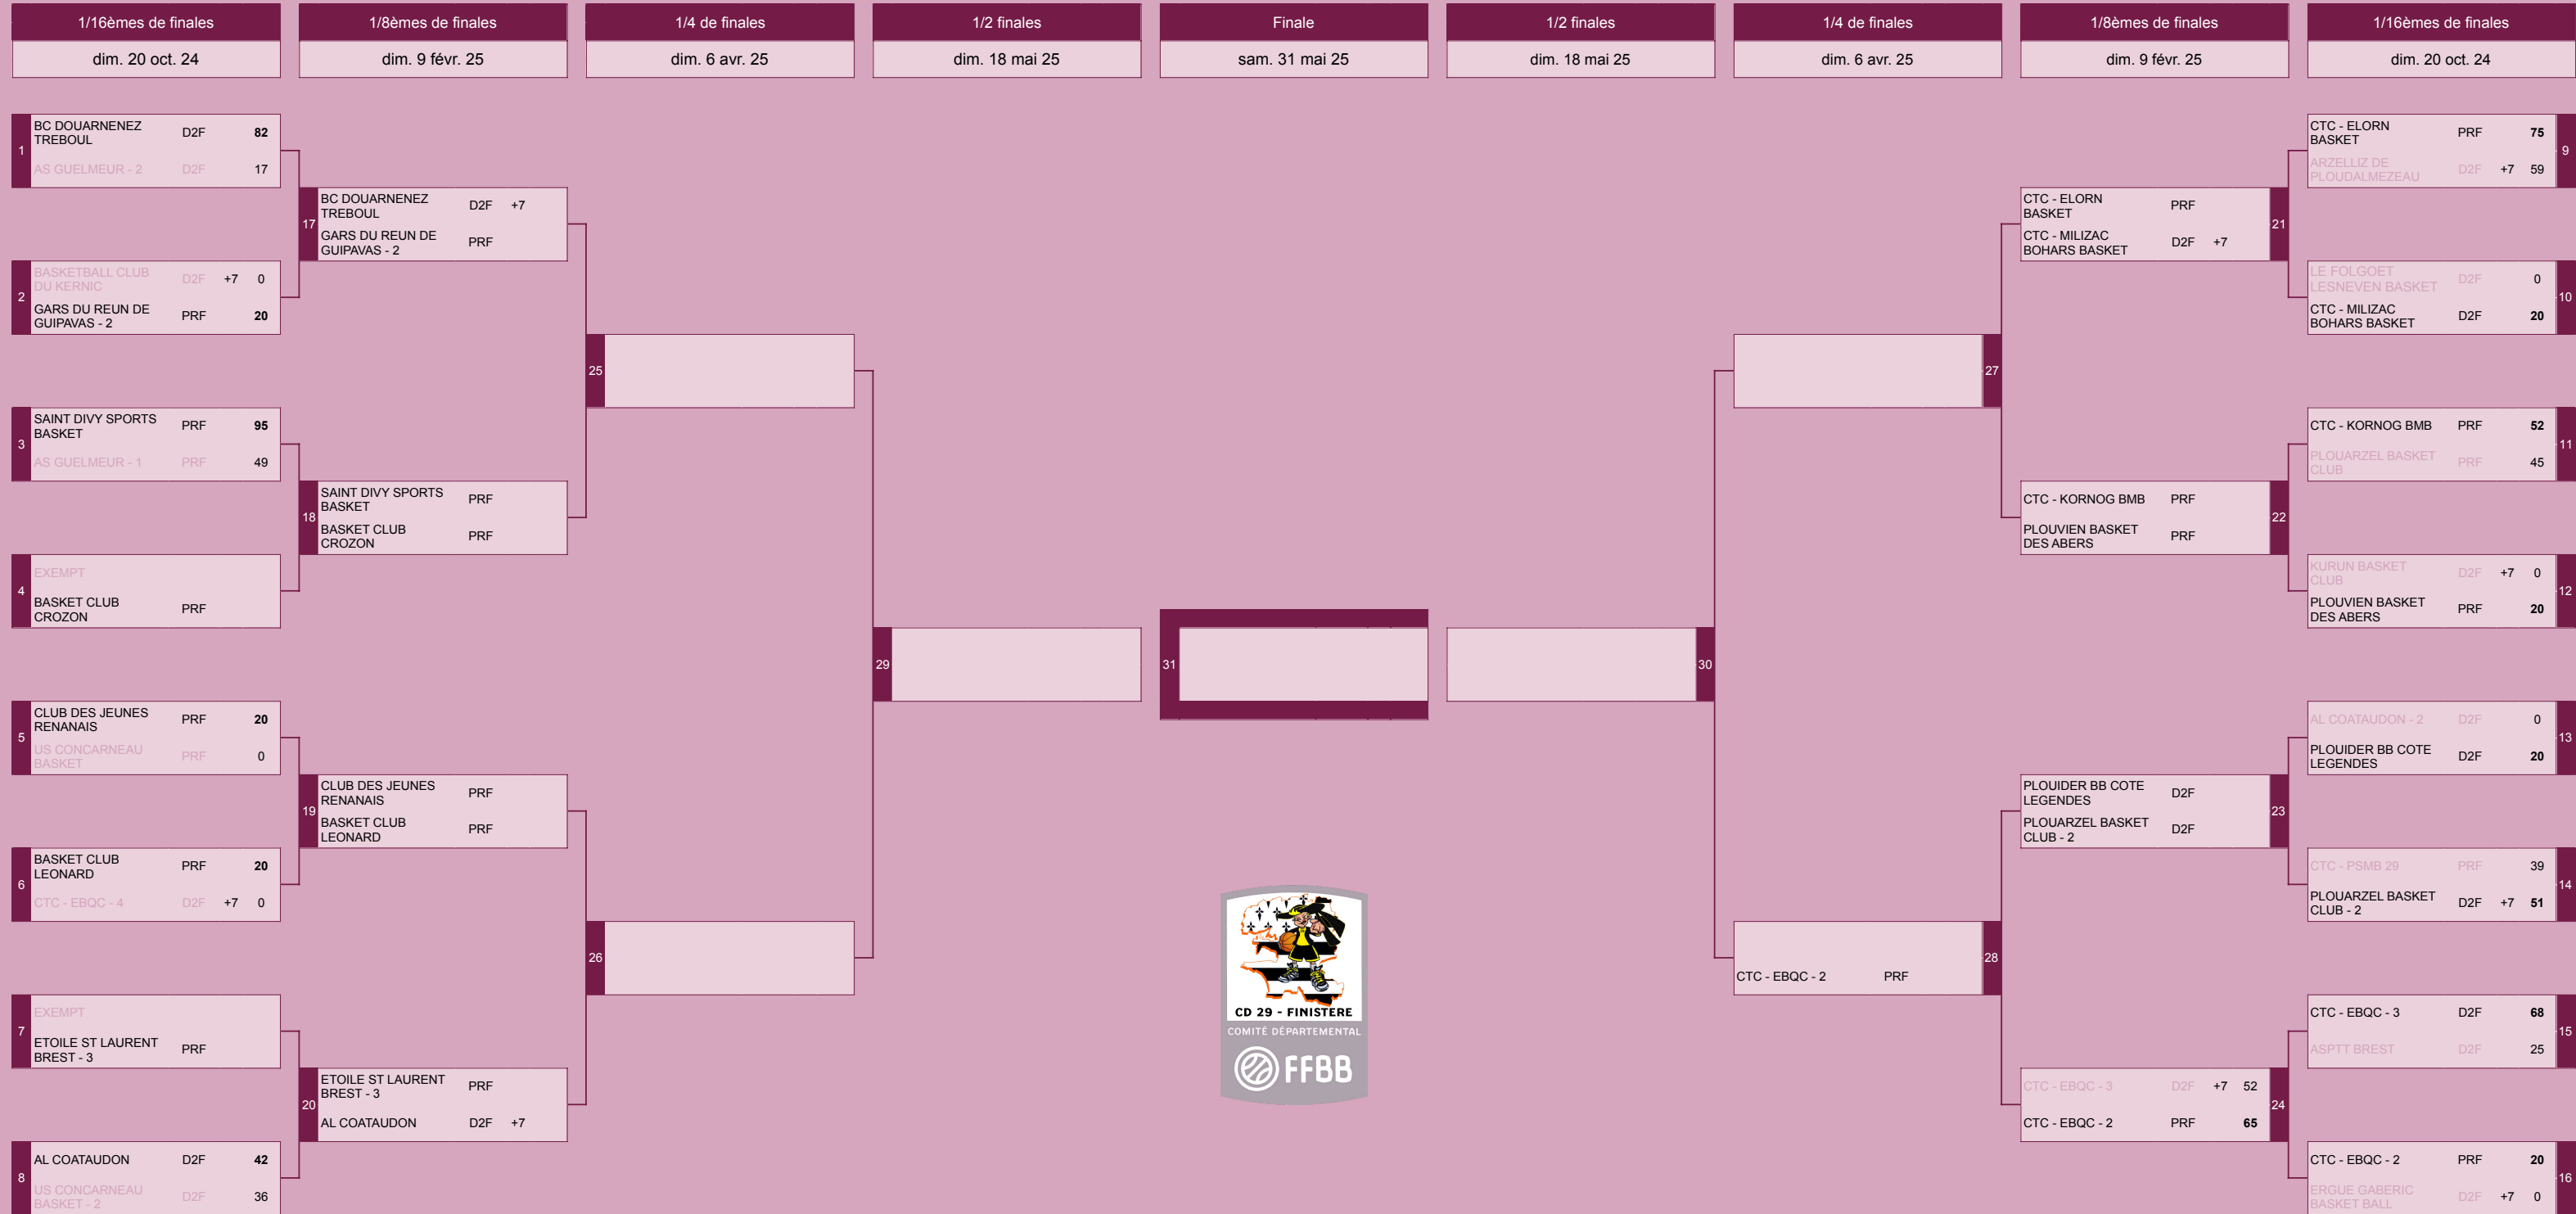 1/16èmes de finales
dim. 20 oct. 24
1/8èmes de finales
dim. 9 févr. 25
1/4 de finales
dim. 6 avr. 25
1/2 finales
dim. 18 mai 25
Finale
sam. 31 mai 25
1/2 finales
dim. 18 mai 25
1/4 de finales
dim. 6 avr. 25
1/8èmes de finales
dim. 9 févr. 25
1/16èmes de finales
dim. 20 oct. 24
1
BC DOUARNENEZ
TREBOUL D2F 82
AS GUELMEUR - 2 D2F 17
2
BASKETBALL CLUB
DU KERNIC D2F +7 0
GARS DU REUN DE
GUIPAVAS - 2 PRF 20
3
SAINT DIVY SPORTS
BASKET PRF 95
AS GUELMEUR - 1 PRF 49
4
EXEMPT
BASKET CLUB
CROZON PRF
5
CLUB DES JEUNES
RENANAIS PRF 20
US CONCARNEAU
BASKET PRF 0
6
BASKET CLUB
LEONARD PRF 20
CTC - EBQC - 4 D2F +7 0
7
EXEMPT
ETOILE ST LAURENT
BREST - 3 PRF
8
AL COATAUDON D2F 42
US CONCARNEAU
BASKET - 2 D2F 36
17
BC DOUARNENEZ
TREBOUL D2F +7
GARS DU REUN DE
GUIPAVAS - 2 PRF
18
SAINT DIVY SPORTS
BASKET PRF
BASKET CLUB
CROZON PRF
19
CLUB DES JEUNES
RENANAIS PRF
BASKET CLUB
LEONARD PRF
20
ETOILE ST LAURENT
BREST - 3 PRF
AL COATAUDON D2F +7
25
26
29
31
30
CD 29 - FINISTERE
COMITÉ DÉPARTEMENTAL
FFBB
27
CTC - EBQC - 2 PRF
28
CTC - ELORN
BASKET PRF
CTC - MILIZAC
BOHARS BASKET D2F +7
21
CTC - KORNOG BMB PRF
PLOUVIEN BASKET
DES ABERS PRF
22
PLOUIDER BB COTE
LEGENDES D2F
PLOUARZEL BASKET
CLUB - 2 D2F
23
CTC - EBQC - 3 D2F +7 52
CTC - EBQC - 2 PRF 65
24
CTC - ELORN
BASKET PRF 75
ARZELLIZ DE
PLOUDALMEZEAU D2F +7 59
9
LE FOLGOET
LESNEVEN BASKET D2F 0
CTC - MILIZAC
BOHARS BASKET D2F 20
10
CTC - KORNOG BMB PRF 52
PLOUARZEL BASKET
CLUB PRF 45
11
KURUN BASKET
CLUB D2F +7 0
PLOUVIEN BASKET
DES ABERS PRF 20
12
AL COATAUDON - 2 D2F 0
PLOUIDER BB COTE
LEGENDES D2F 20
13
CTC - PSMB 29 PRF 39
PLOUARZEL BASKET
CLUB - 2 D2F +7 51
14
CTC - EBQC - 3 D2F 68
ASPTT BREST D2F 25
15
CTC - EBQC - 2 PRF 20
ERGUE GABERIC
BASKET BALL D2F +7 0
16